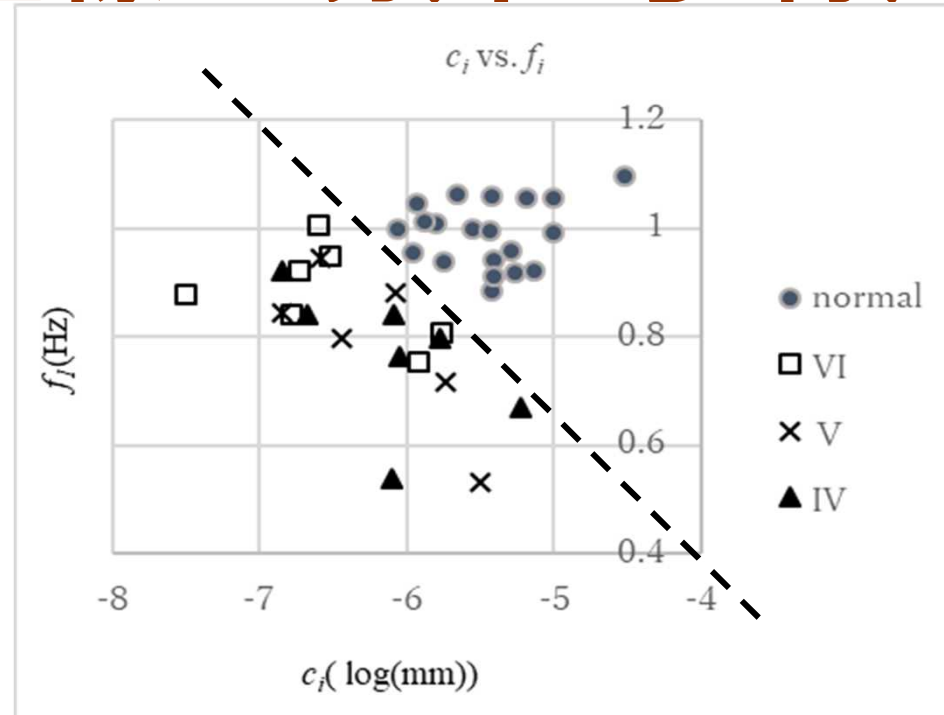 c_i vs. f_i
1.2
1
0.8
0.6
0.4
f_I(Hz)
-8 -7 -6 -5 -4
c_i( log(mm))
normal
VI
V
IV